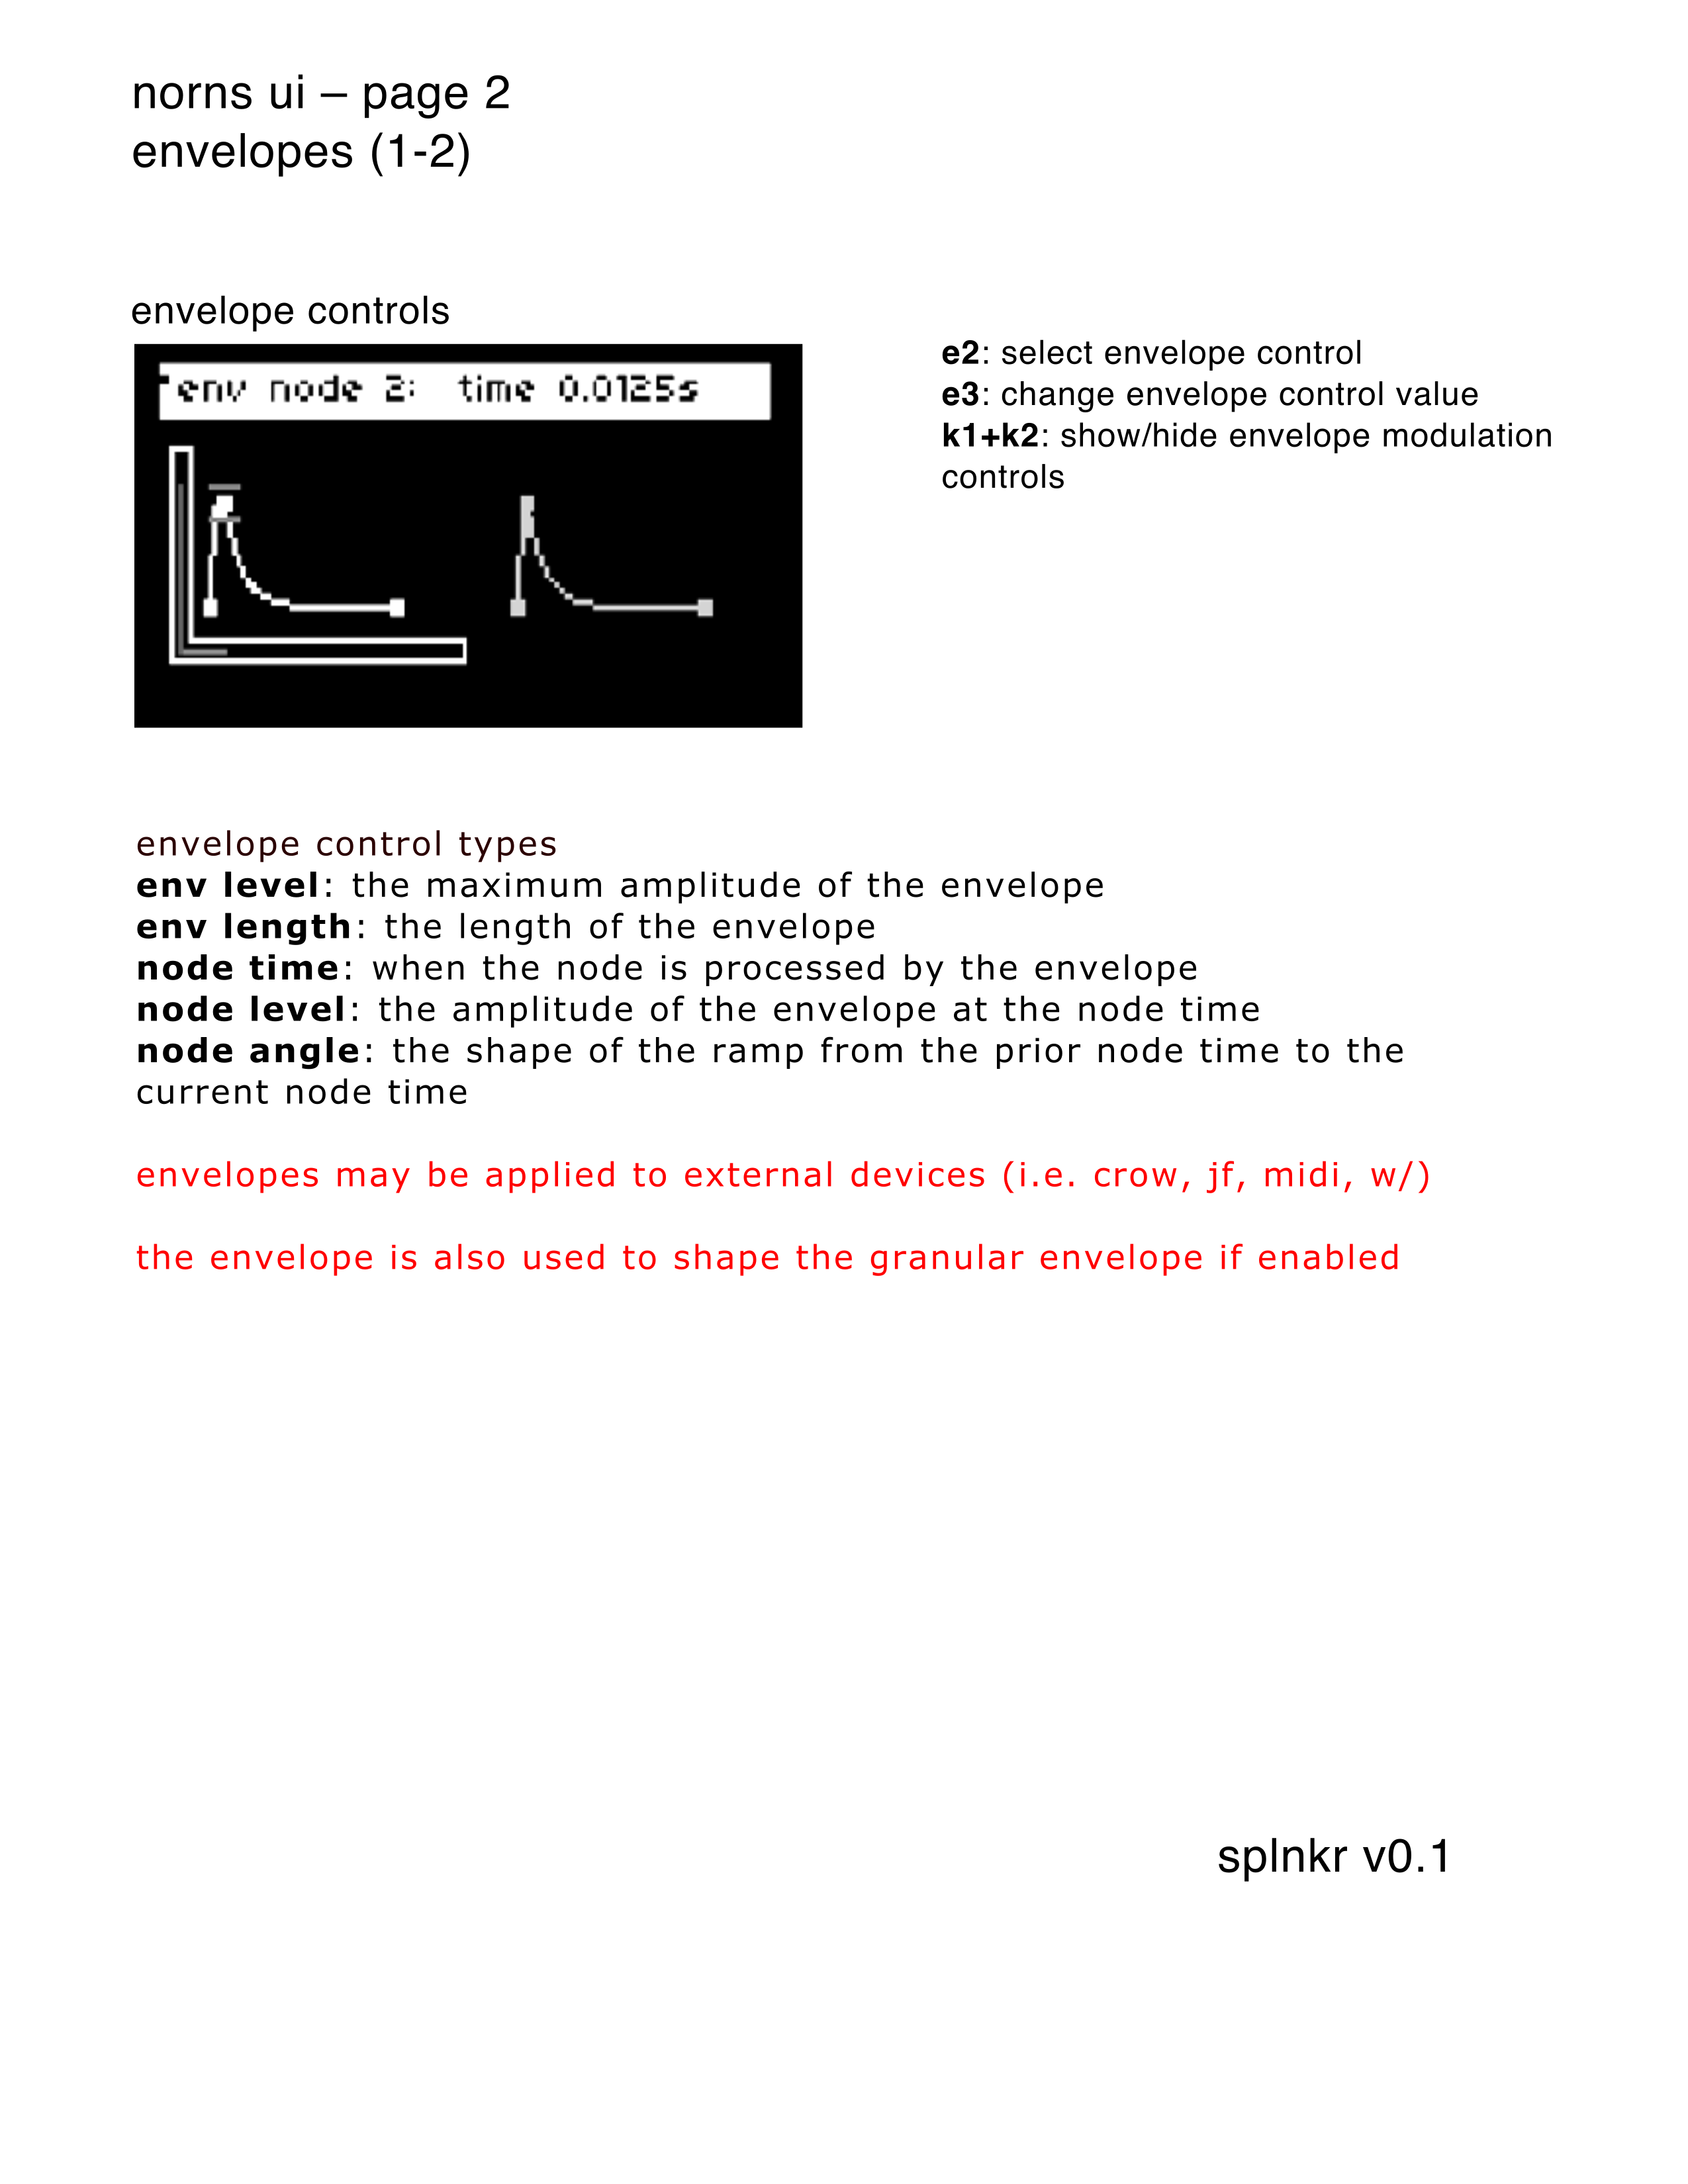 norns ui – page 2
envelopes (1-2)
envelope controls
env node 2: time 0.0125s
e2: select envelope control
e3: change envelope control value
k1+k2: show/hide envelope modulation
controls
envelope control types
env level: the maximum amplitude of the envelope
env length: the length of the envelope
node time: when the node is processed by the envelope
node level: the amplitude of the envelope at the node time
node angle: the shape of the ramp from the prior node time to the
current node time
envelopes may be applied to external devices (i.e. crow, jf, midi, w/)
the envelope is also used to shape the granular envelope if enabled
splnkr v0.1